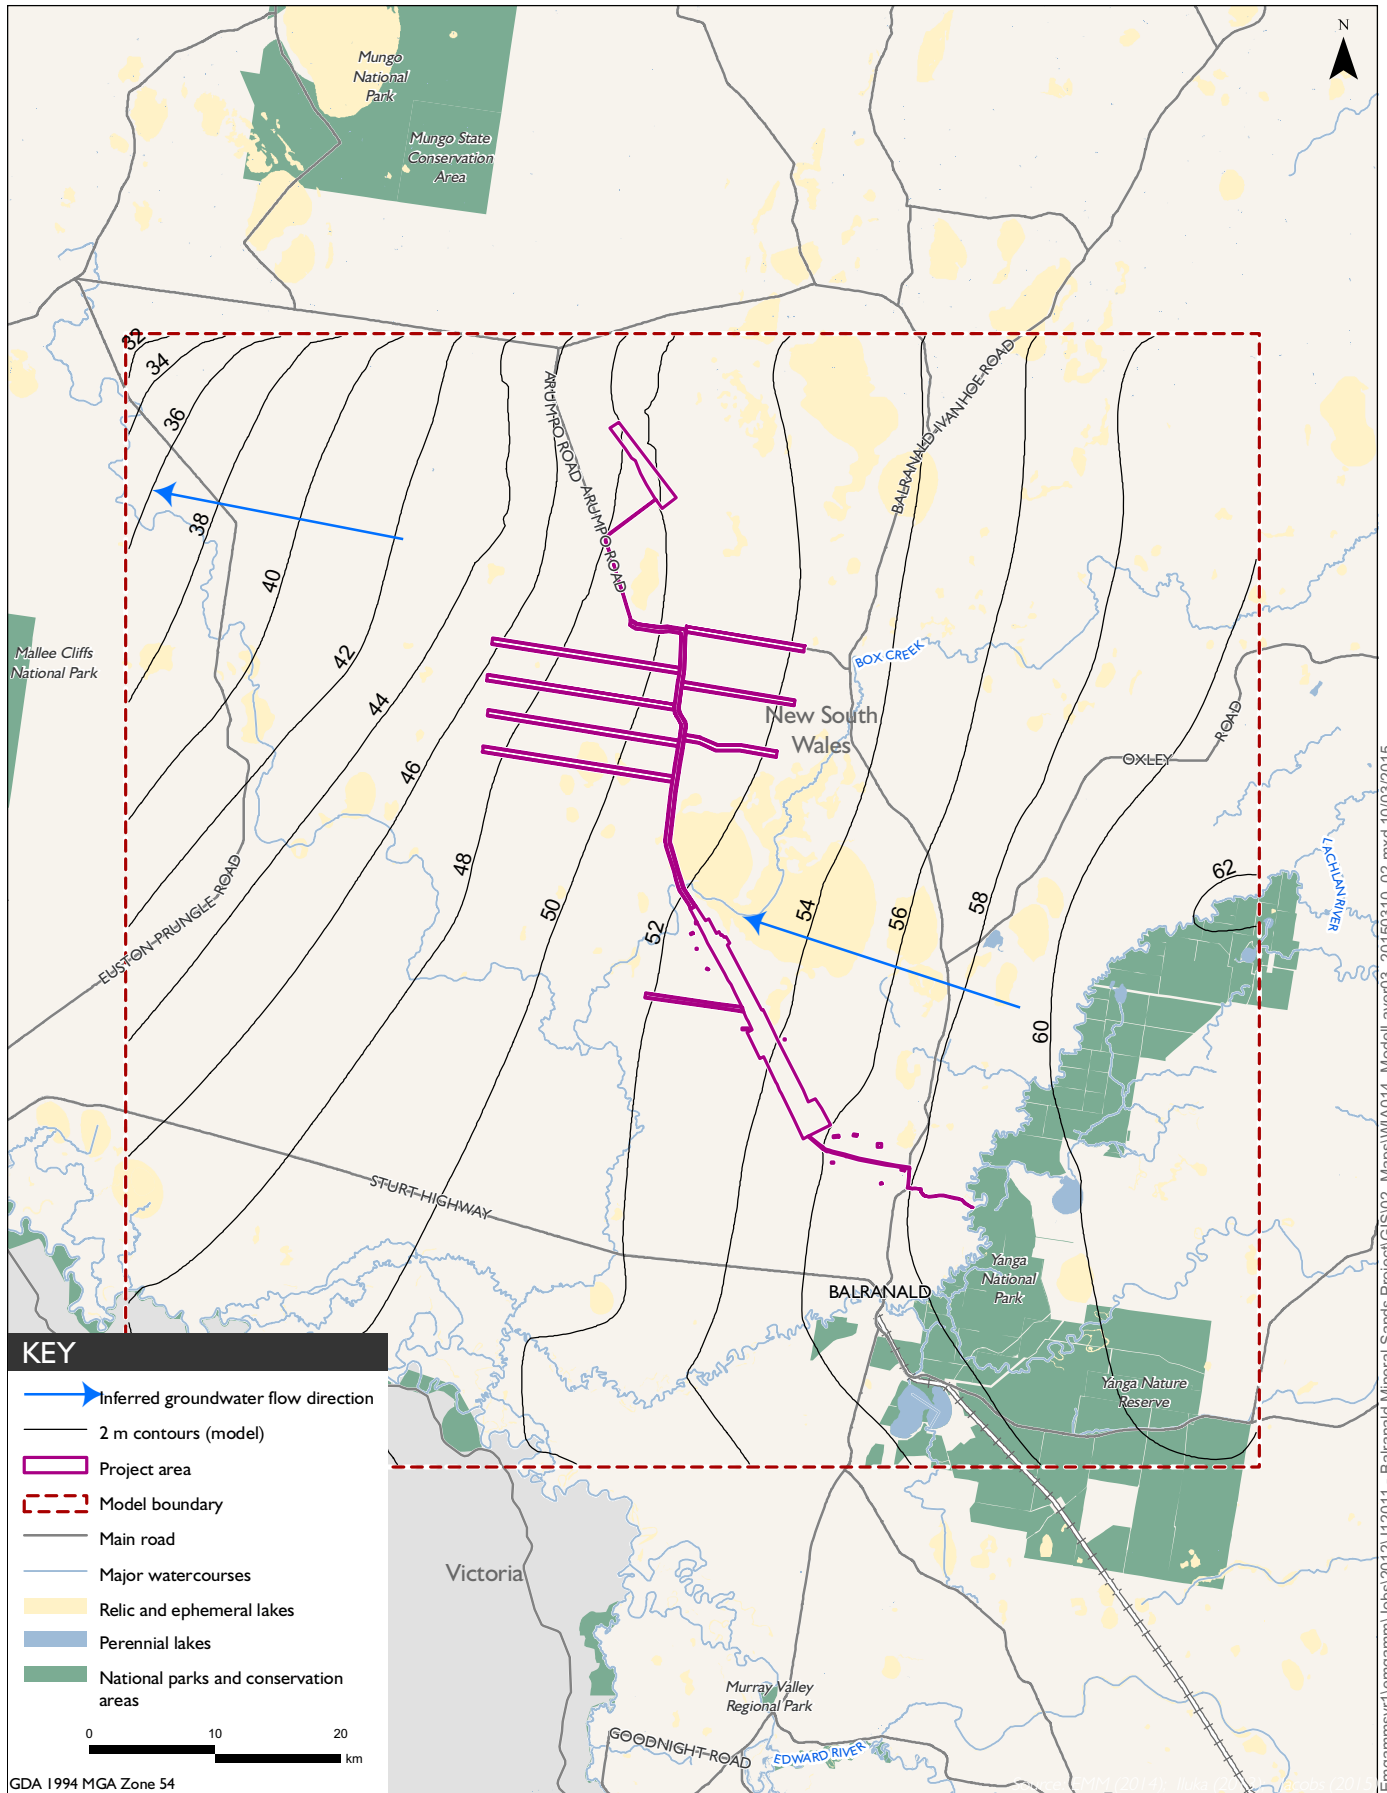 N
Mungo
National
Park
Mungo State
Conservation
Area
32
34
36
38
40
42
44
46
48
50
52
54
56
58
60
62
ARUMPO ROAD
ARUMPO ROAD
BALRANALD-IVANHOE-ROAD
Mallee Cliffs
National Park
BOX CREEK
New South
Wales
OXLEY
ROAD
LACHLAN RIVER
EUSTON-PRUNGLE-ROAD
STURT HIGHWAY
Yanga
National
Park
BALRANALD
Yanga Nature
Reserve
Victoria
Murray Valley
Regional Park
GOODNIGHT ROAD
EDWARD RIVER
KEY
Inferred groundwater flow direction
2 m contours (model)
Project area
Model boundary
Main road
Major watercourses
Relic and ephemeral lakes
Perennial lakes
National parks and conservation
areas
0 10 20
km
GDA 1994 MGA Zone 54